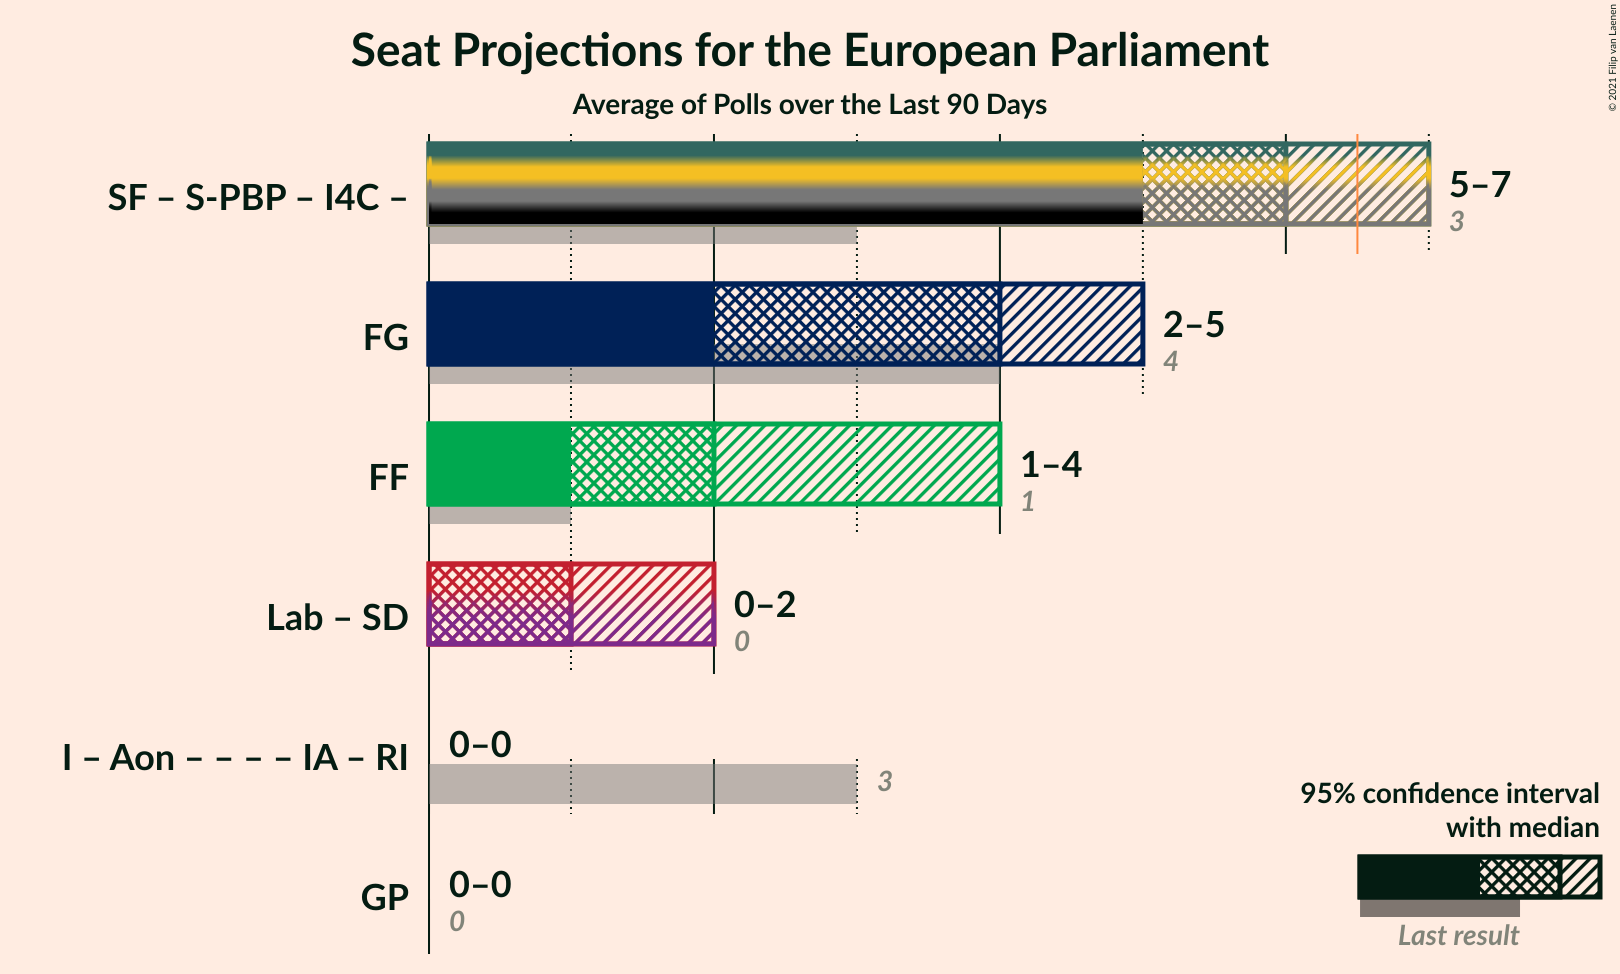 Seat Projections for the European Parliament
Average of Polls over the Last 90 Days
© 2021 Filip van Laenen
SF – S-PBP – I4C –
5–7
3
FG
2–5
4
FF
1–4
1
Lab – SD
0–2
0
I – Aon – – – – IA – RI
0–0
3
GP
0–0
0
95% confidence interval
with median
Last result